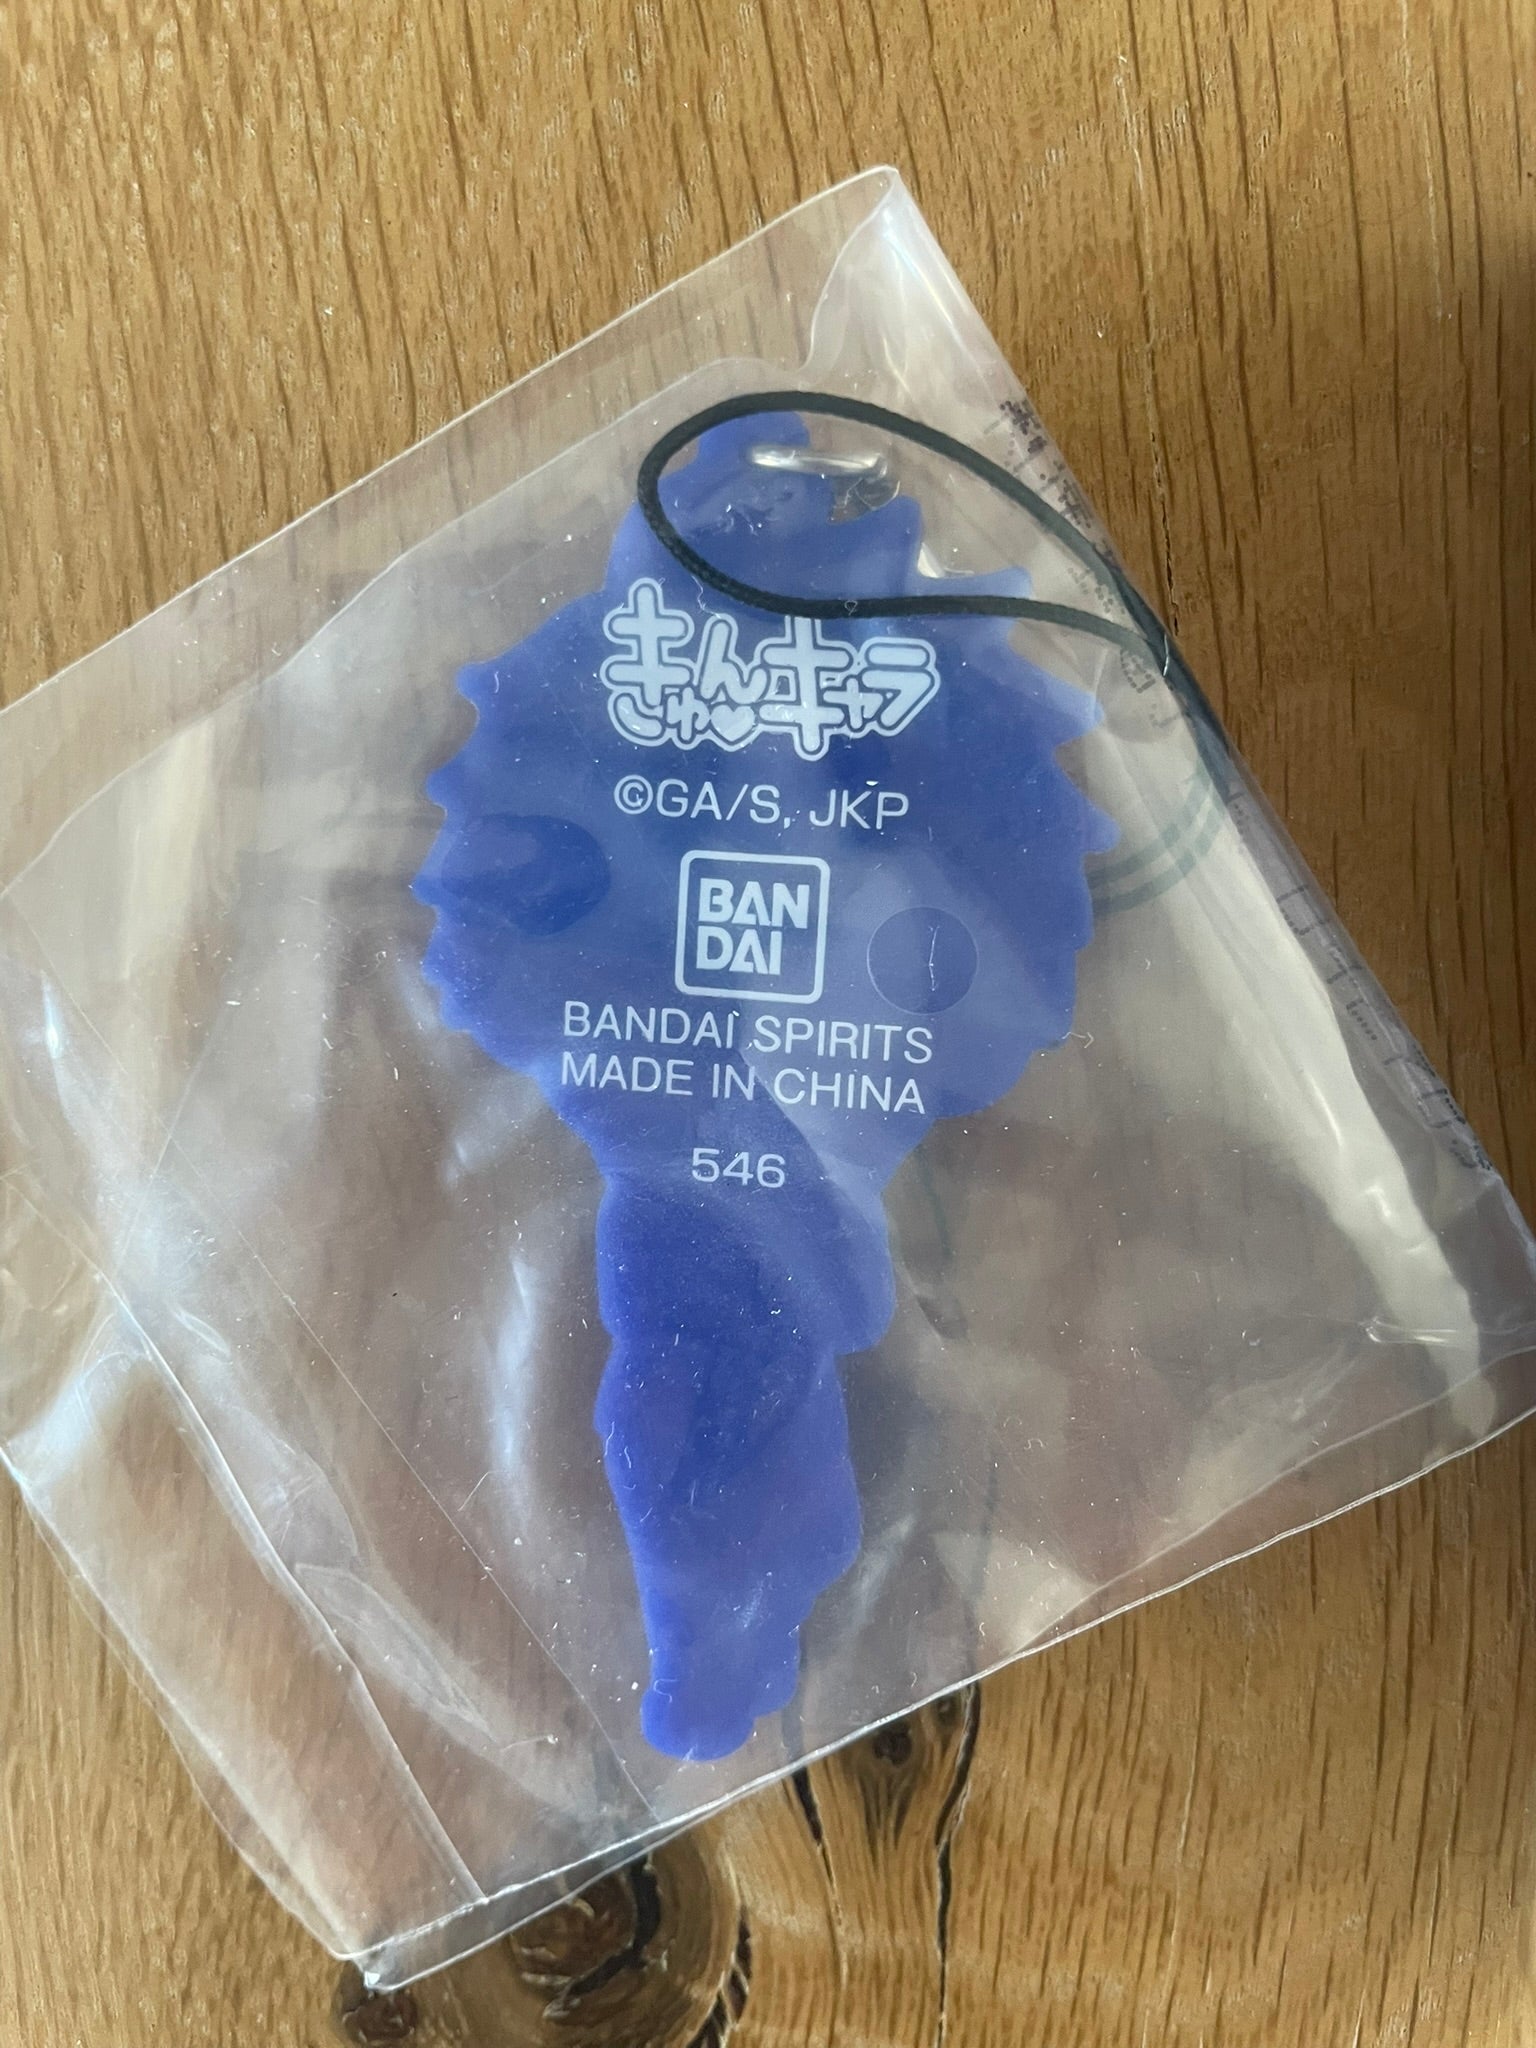 きゅんキャラ
©GA/S, JKP
BAN
DAI
BANDAI SPIRITS
MADE IN CHINA
546